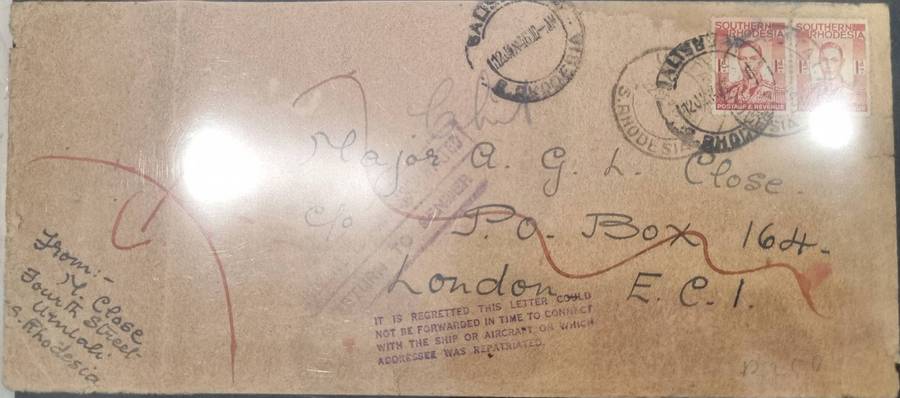 S. RHODESIA
S. RHODESIA
SOUTHERN
RHODESIA
POSTAGE & REVENUE
SOUTHERN
RHODESIA
POSTAGE & REVENUE
Major A. G. L. Close.
c/o P.O. Box 164-
London E.C.1.
RETURN TO SENDER
IT IS REGRETTED THIS LETTER COULD
NOT BE FORWARDED IN TIME TO CONNECT
WITH THE SHIP OR AIRCRAFT ON WHICH
ADDRESSEE WAS REPATRIATED.
From:-
M. Close
Fourth Street
Umtali.
S. Rhodesia